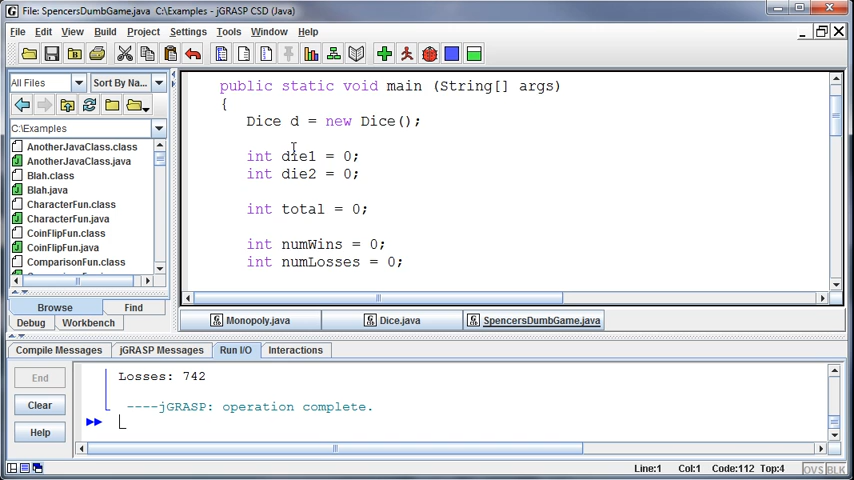 File: SpencersDumbGame.java  C:\Examples - jGRASP CSD (Java)
File Edit View Build Project Settings Tools Window Help
All Files Sort By Na...
C:\Examples
AnotherJavaClass.class
AnotherJavaClass.java
Blah.class
Blah.java
CharacterFun.class
CharacterFun.java
CoinFlipFun.class
CoinFlipFun.java
ComparisonFun.class
Browse Find
Debug Workbench
public static void main (String[] args)
{
Dice d = new Dice();
int die1 = 0;
int die2 = 0;
int total = 0;
int numWins = 0;
int numLosses = 0;
Monopoly.java Dice.java SpencersDumbGame.java
Compile Messages jGRASP Messages Run I/O Interactions
End
Clear
Help
Losses: 742
----jGRASP: operation complete.
Line:1 Col:1 Code:112 Top:4 OVS BLK